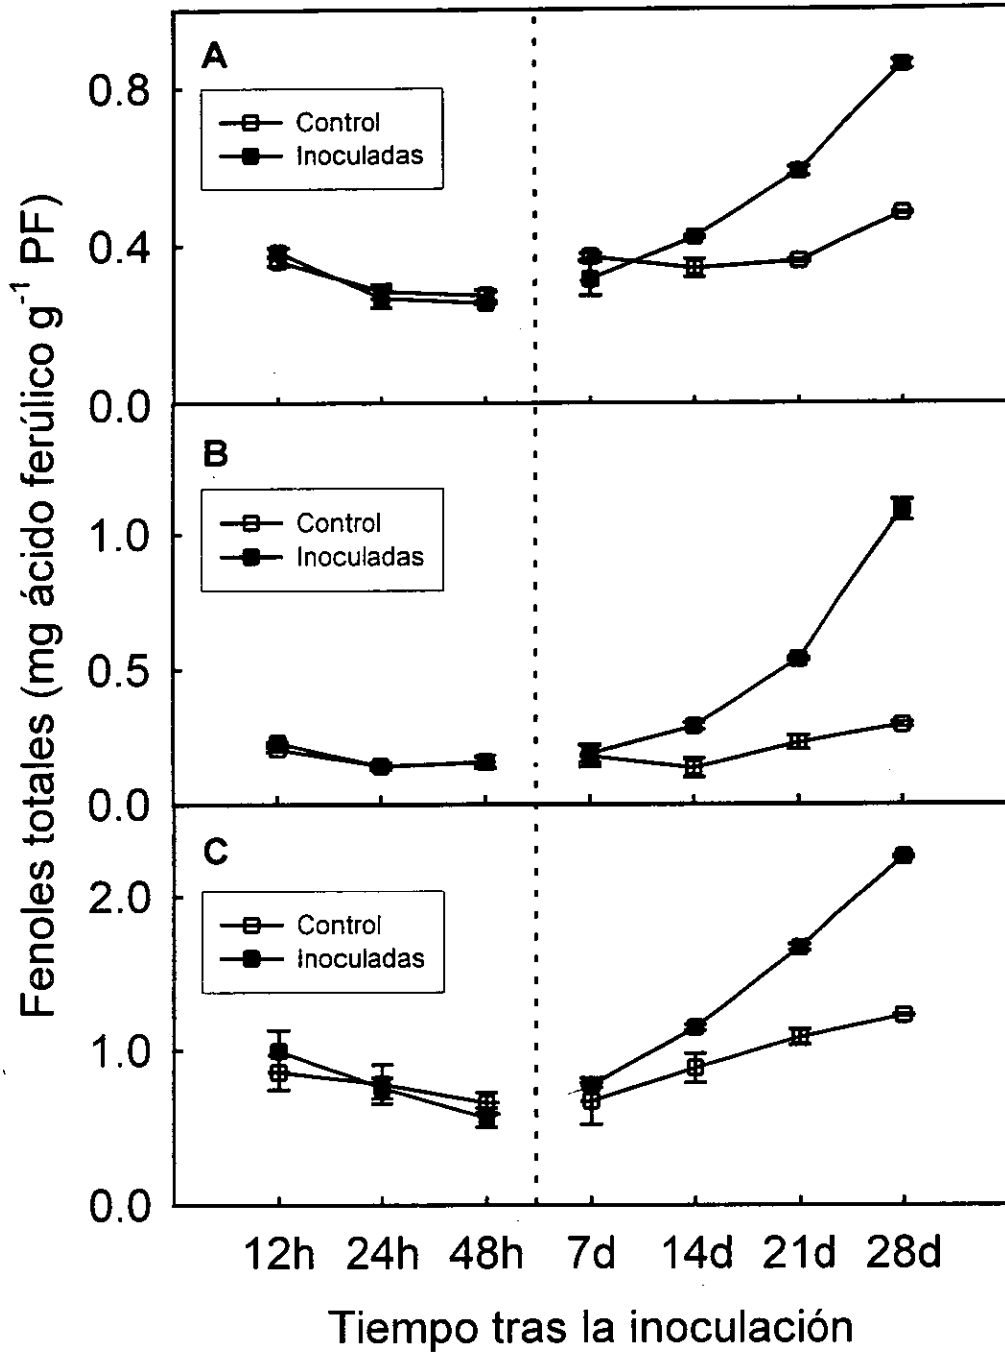 Fenoles totales (mg ácido ferúlico g⁻¹ PF)
A
Control
Inoculadas
0.8
0.4
0.0
B
Control
Inoculadas
1.0
0.5
0.0
C
Control
Inoculadas
2.0
1.0
0.0
12h 24h 48h 7d 14d 21d 28d
Tiempo tras la inoculación